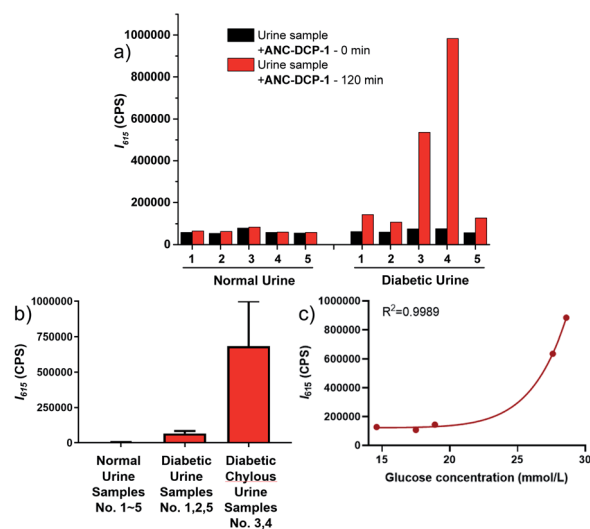 a)
Urine sample
+ANC-DCP-1 - 0 min
Urine sample
+ANC-DCP-1 - 120 min
I615 (CPS)
1000000
800000
600000
400000
200000
0
1 2 3 4 5 1 2 3 4 5
Normal Urine Diabetic Urine
b)
I615 (CPS)
1000000
750000
500000
250000
0
Normal Diabetic Diabetic
Urine Urine Chylous
Samples Samples Urine
No. 1~5 No. 1,2,5 Samples
No. 3,4
c)
R²=0.9989
I615 (CPS)
1000000
800000
600000
400000
200000
0
15 20 25 30
Glucose concentration (mmol/L)